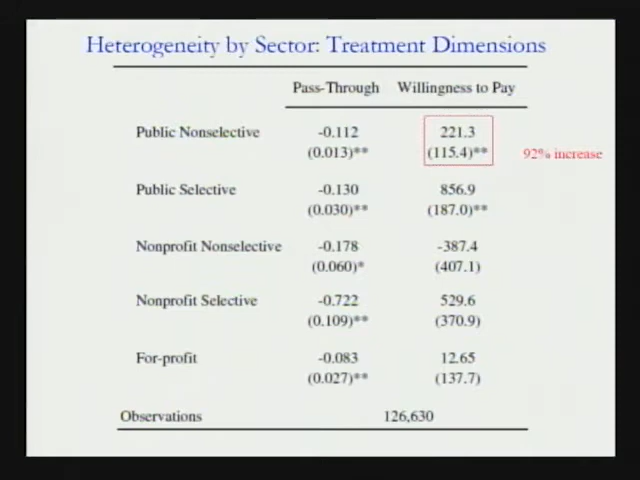 Heterogeneity by Sector: Treatment Dimensions
Pass-Through Willingness to Pay
Public Nonselective -0.112 221.3
(0.013)** (115.4)** 92% increase
Public Selective -0.130 856.9
(0.030)** (187.0)**
Nonprofit Nonselective -0.178 -387.4
(0.060)* (407.1)
Nonprofit Selective -0.722 529.6
(0.109)** (370.9)
For-profit -0.083 12.65
(0.027)** (137.7)
Observations 126,630